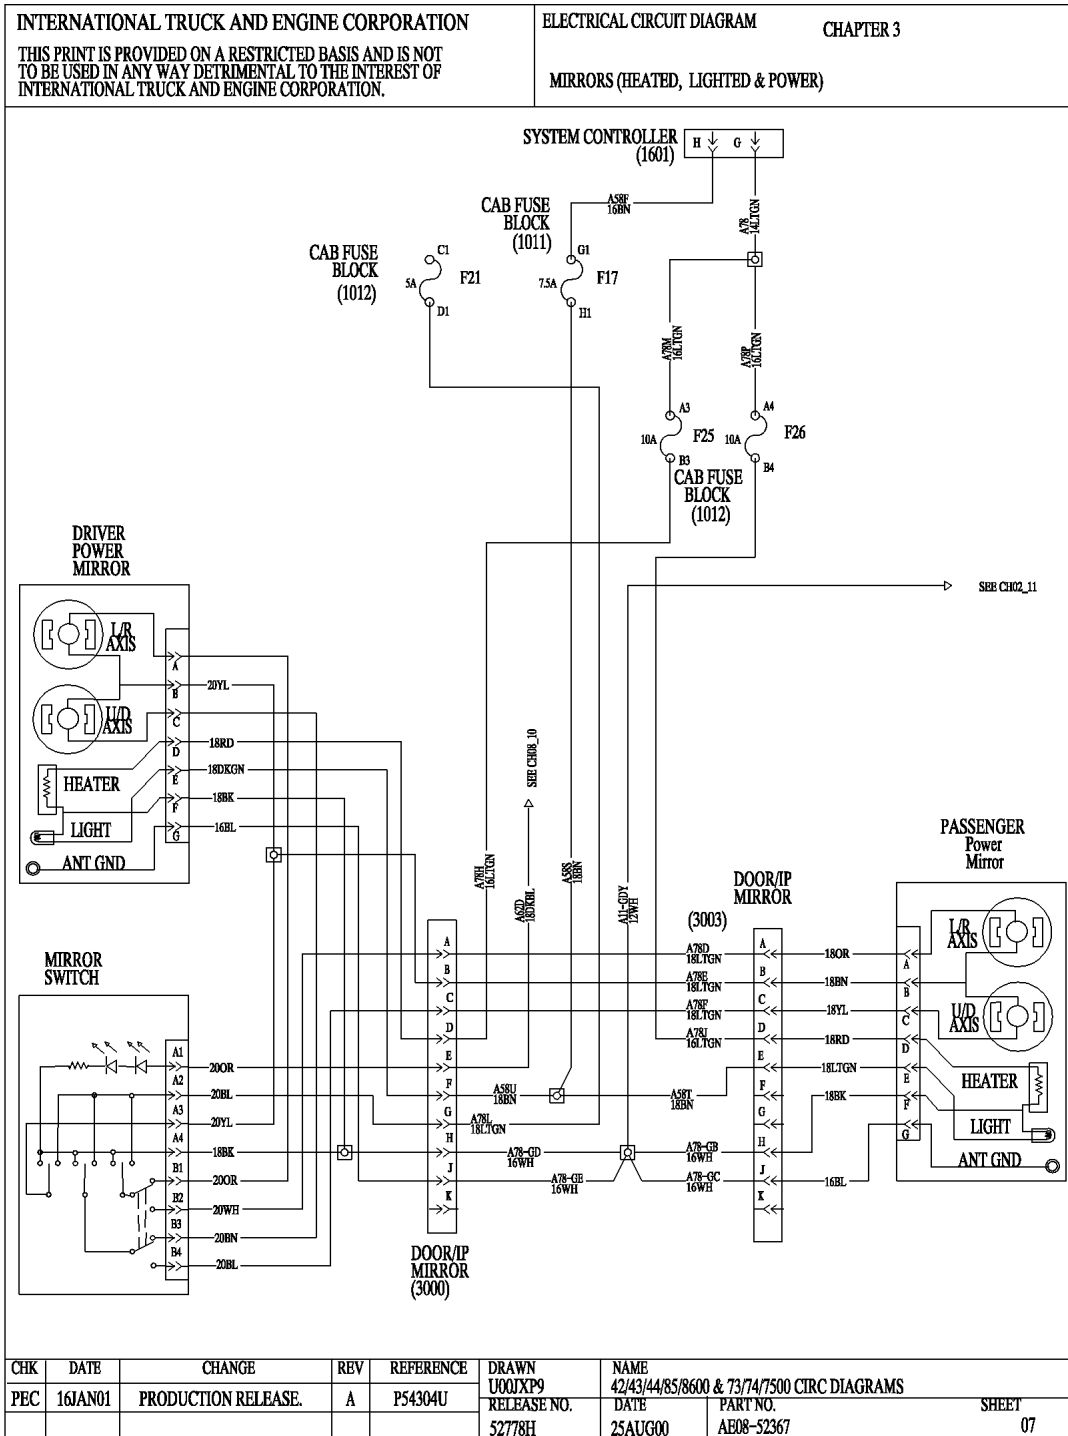 INTERNATIONAL TRUCK AND ENGINE CORPORATION
THIS PRINT IS PROVIDED ON A RESTRICTED BASIS AND IS NOT
TO BE USED IN ANY WAY DETRIMENTAL TO THE INTEREST OF
INTERNATIONAL TRUCK AND ENGINE CORPORATION.
ELECTRICAL CIRCUIT DIAGRAM
CHAPTER 3
MIRRORS (HEATED, LIGHTED & POWER)
SYSTEM CONTROLLER
(1601)
H
G
A58F
16BN
A78
14LTGN
CAB FUSE
BLOCK
(1011)
G1
7.5A
F17
H1
CAB FUSE
BLOCK
(1012)
C1
5A
F21
D1
A78M
16LTGN
A78P
16LTGN
A3
10A
F25
B3
A4
10A
F26
B4
CAB FUSE
BLOCK
(1012)
SEE CH02_11
DRIVER
POWER
MIRROR
L/R
AXIS
U/D
AXIS
HEATER
LIGHT
ANT GND
A
B
C
D
E
F
G
20YL
18RD
18DKGN
18BK
16BL
SEE CH08_10
A78H
16LTGN
A62D
18DKBL
A58S
18BN
A11-GDY
12WH
MIRROR
SWITCH
A1
A2
A3
A4
B1
B2
B3
B4
20OR
20BL
20YL
18BK
20OR
20WH
20BN
20BL
A
B
C
D
E
F
G
H
J
K
DOOR/IP
MIRROR
(3000)
A78D
18LTGN
A78E
18LTGN
A78F
18LTGN
A78J
16LTGN
A58U
18BN
A58T
18BN
A78L
18LTGN
A78-GD
16WH
A78-GB
16WH
A78-GE
16WH
A78-GC
16WH
DOOR/IP
MIRROR
(3003)
A
B
C
D
E
F
G
H
J
K
18OR
18BN
18YL
18RD
18LTGN
18BK
16BL
PASSENGER
Power
Mirror
A
B
C
D
E
F
G
L/R
AXIS
U/D
AXIS
HEATER
LIGHT
ANT GND
CHK DATE CHANGE REV REFERENCE
PEC 16JAN01 PRODUCTION RELEASE. A P54304U
DRAWN
U00JXP9
RELEASE NO.
52778H
NAME
42/43/44/85/8600 & 73/74/7500 CIRC DIAGRAMS
DATE
25AUG00
PART NO.
AE08-52367
SHEET
07